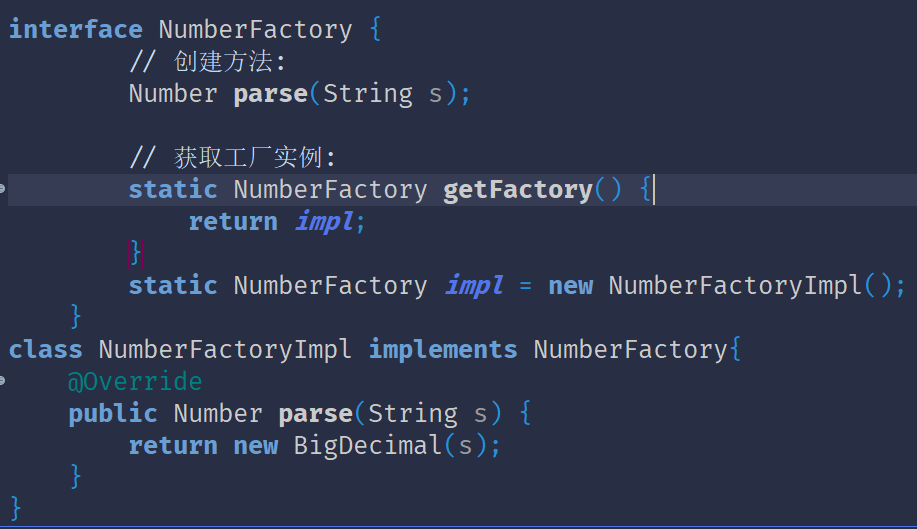 interface NumberFactory {
// 创建方法:
Number parse(String s);
// 获取工厂实例:
static NumberFactory getFactory() {
return impl;
}
static NumberFactory impl = new NumberFactoryImpl();
}
class NumberFactoryImpl implements NumberFactory{
@Override
public Number parse(String s) {
return new BigDecimal(s);
}
}